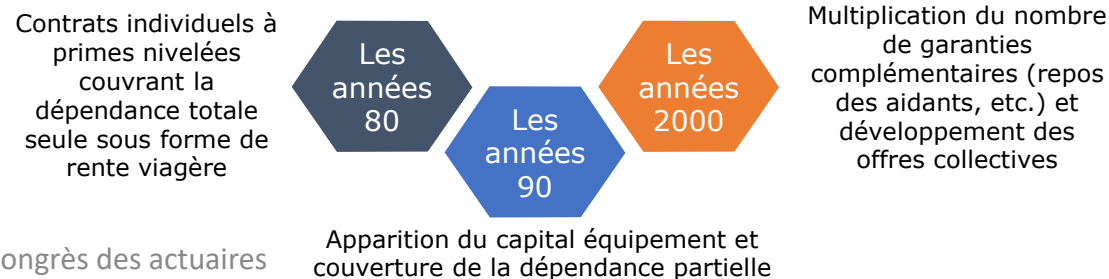 Contrats individuels à
primes nivelées
couvrant la
dépendance totale
seule sous forme de
rente viagère
Les
années
80
Les
années
90
Les
années
2000
Multiplication du nombre
de garanties
complémentaires (repos
des aidants, etc.) et
développement des
offres collectives
Apparition du capital équipement et
couverture de la dépendance partielle
ongrès des actuaires